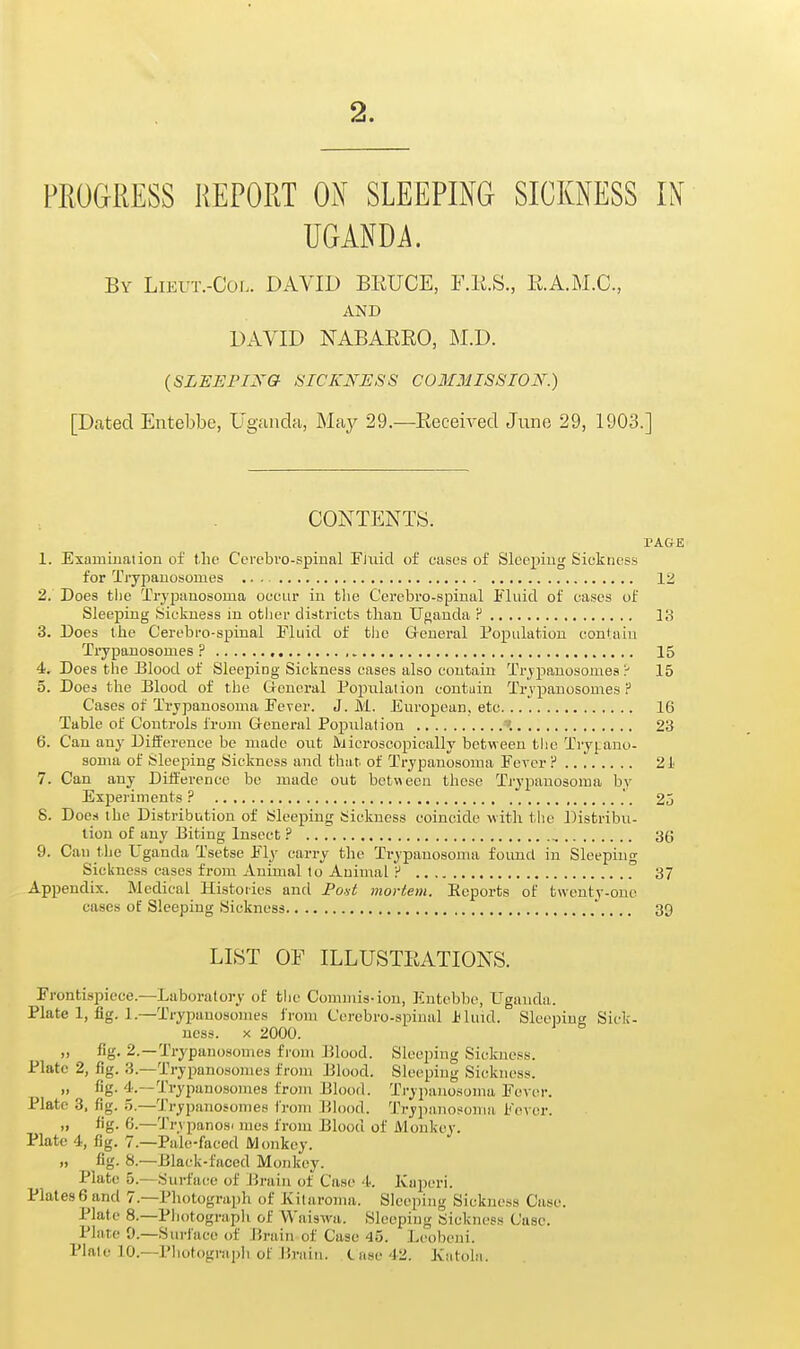 2.
PROGRESS REPORT ON SLEEPING SICKNESS IN
UGANDA.
By Lieut.-Col. DAVID BRUCE, F.R.S., R.A.M.C.,
AND
DAVID NABARRO, M.D.
(SLEEPING SICKNESS COMMISSION.)
[Dated Entebbe, Uganda, May 29.—Received June 29, 1903.]
CONTENTS.
PAGE
1. Examination of the Cerebro-spinal Fluid of cases of Sleeping Sickness
for Trypanosomes .................... 12
2. Does the Trypanosoma occur in the Cerebro-spinal Fluid of cases of
Sleeping Sickness in other districts than Uganda ? .................... 13
3. Does the Cerebro-spinal Fluid of the General Population contain
Trypanosomes ? .................... 15
4. Does the Blood of Sleeping Sickness cases also contain Trypanosomes ? 15
5. Does the Blood of the General Population contain Trypanosomes ?
Cases of Trypanosoma Fever. J. M. European, etc. .................... 16
Table of Controls from General Population .................... 23
6. Can any Difference be made out Microscopically between the Trypano-
soma of Sleeping Sickness and that of Trypanosoma Fever ? ........ 24
7. Can any Difference be made out between these Trypanosoma by
Experiments ? .................... 25
8. Does the Distribution of Sleeping Sickness coincide with the Distribu-
tion of any Biting Insect ? .................... 36
9. Can the Uganda Tsetse Fly carry the Trypanosoma found in Sleeping
Sickness cases from Animal to Animal ? .................... 37
Appendix. Medical Histories and Post mortem. Reports of twenty-one
cases of Sleeping Sickness .................... 39
LIST OF ILLUSTRATIONS.
Frontispiece.—Laboratory of the Commission, Entebbe, Uganda.
Plate 1, fig. 1.—Trypanosomes from Cerebro-spinal Fluid. Sleeping Sick-
ness. × 2000.
„ fig. 2.—Trypanosomes from Blood. Sleeping Sickness.
Plate 2, fig. 3.—Trypanosomes from Blood. Sleeping Sickness.
„ fig. 4.—Trypanosomes from Blood. Trypanosoma Fever.
Plate 3, fig. 5.—Trypanosomes from Blood. Trypanosoma Fever.
„ fig. 6.—Trypanosomes from Blood of Monkey.
Plate 4, fig. 7.—Pale-faced Monkey.
„ fig. 8.—Black-faced Monkey.
Plate 5.—Surface of Brain of Case 4. Kaperi.
Plates 6 and 7.—Photograph of Kitaroma. Sleeping Sickness Case.
Plate 8.—Photograph of Waiswa. Sleeping Sickness Case.
Plate 9.—Surface of Brain of Case 45. Leobeni.
Plate 10.—Photograph of Brain. Case 42. Katola.